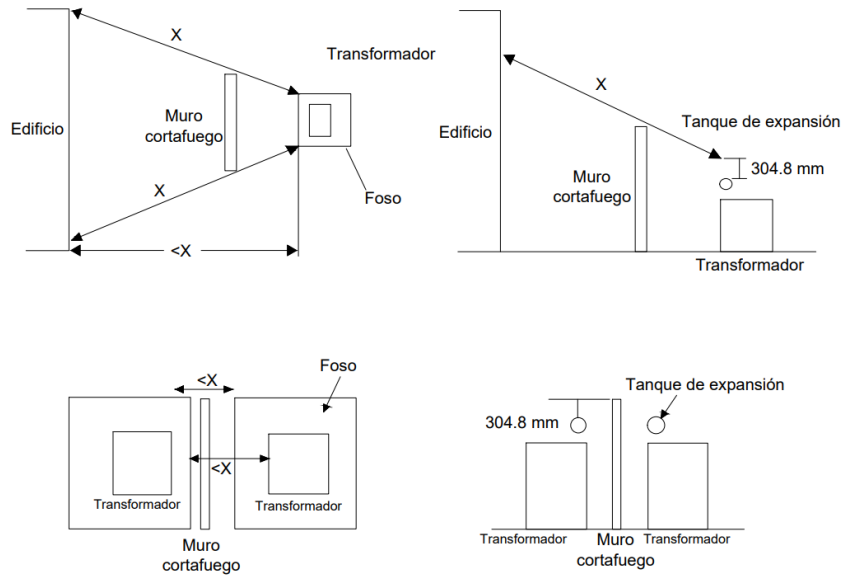 X
Transformador
Edificio
Muro
cortafuego
X
Foso
<X
X
Tanque de expansión
Edificio
304.8 mm
Muro
cortafuego
Transformador
<X
Foso
<X
Transformador
Transformador
Muro
cortafuego
Tanque de expansión
304.8 mm
Transformador
Muro
Transformador
cortafuego